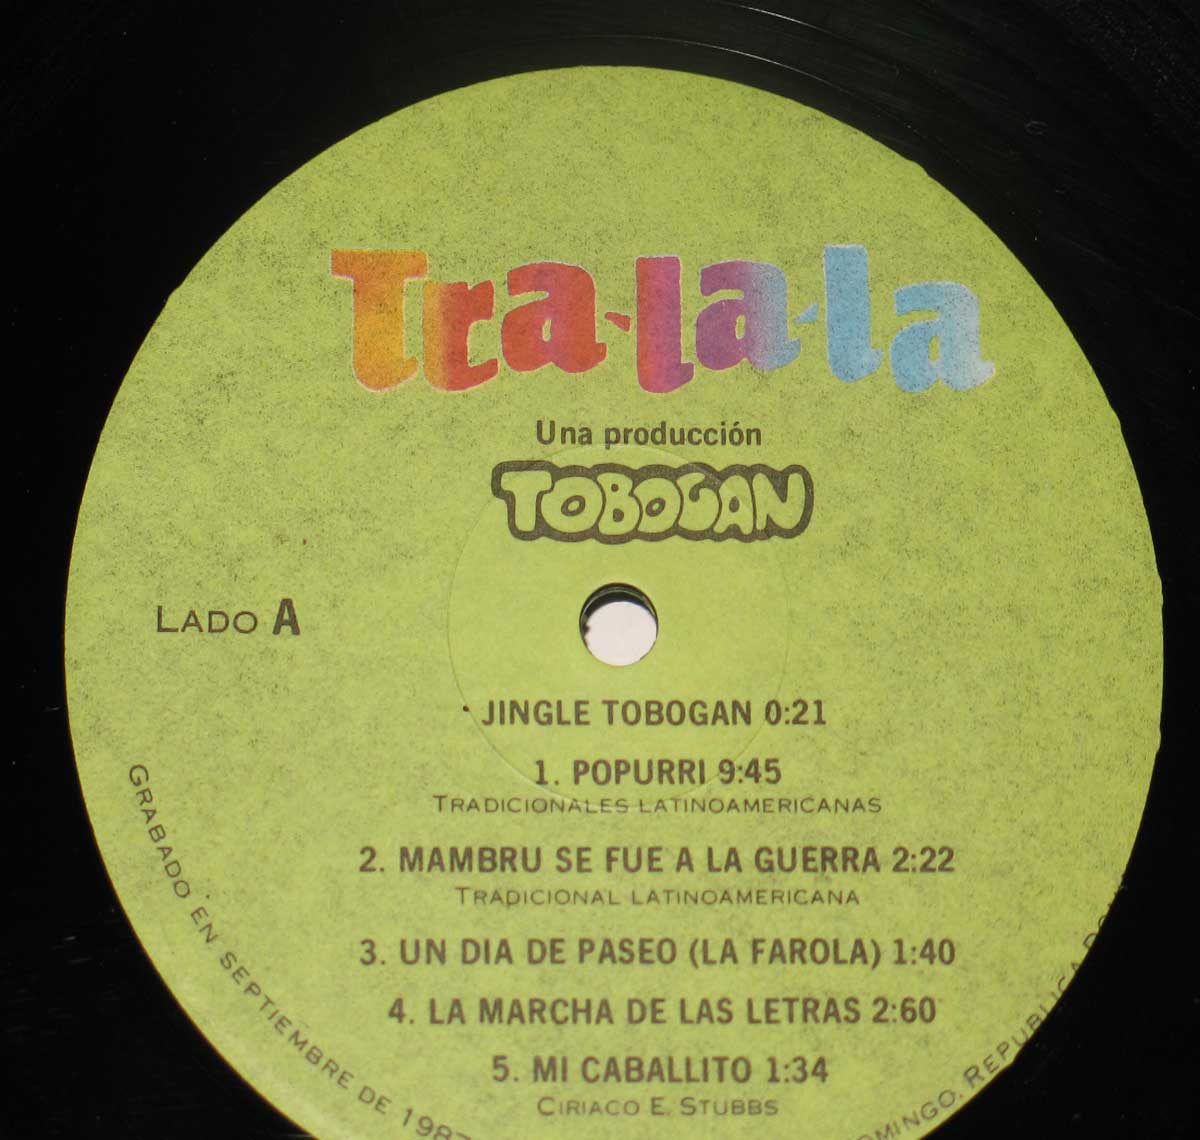 Tra-la-la
Una producción
TOBOGAN
LADO A
JINGLE TOBOGAN 0:21
1. POPURRI 9:45
TRADICIONALES LATINOAMERICANAS
2. MAMBRU SE FUE A LA GUERRA 2:22
TRADICIONAL LATINOAMERICANA
3. UN DIA DE PASEO (LA FAROLA) 1:40
4. LA MARCHA DE LAS LETRAS 2:60
5. MI CABALLITO 1:34
CIRIACO E. STUBBS
GRABADO EN SEPTIEMBRE DE 1987
REPUBLICA